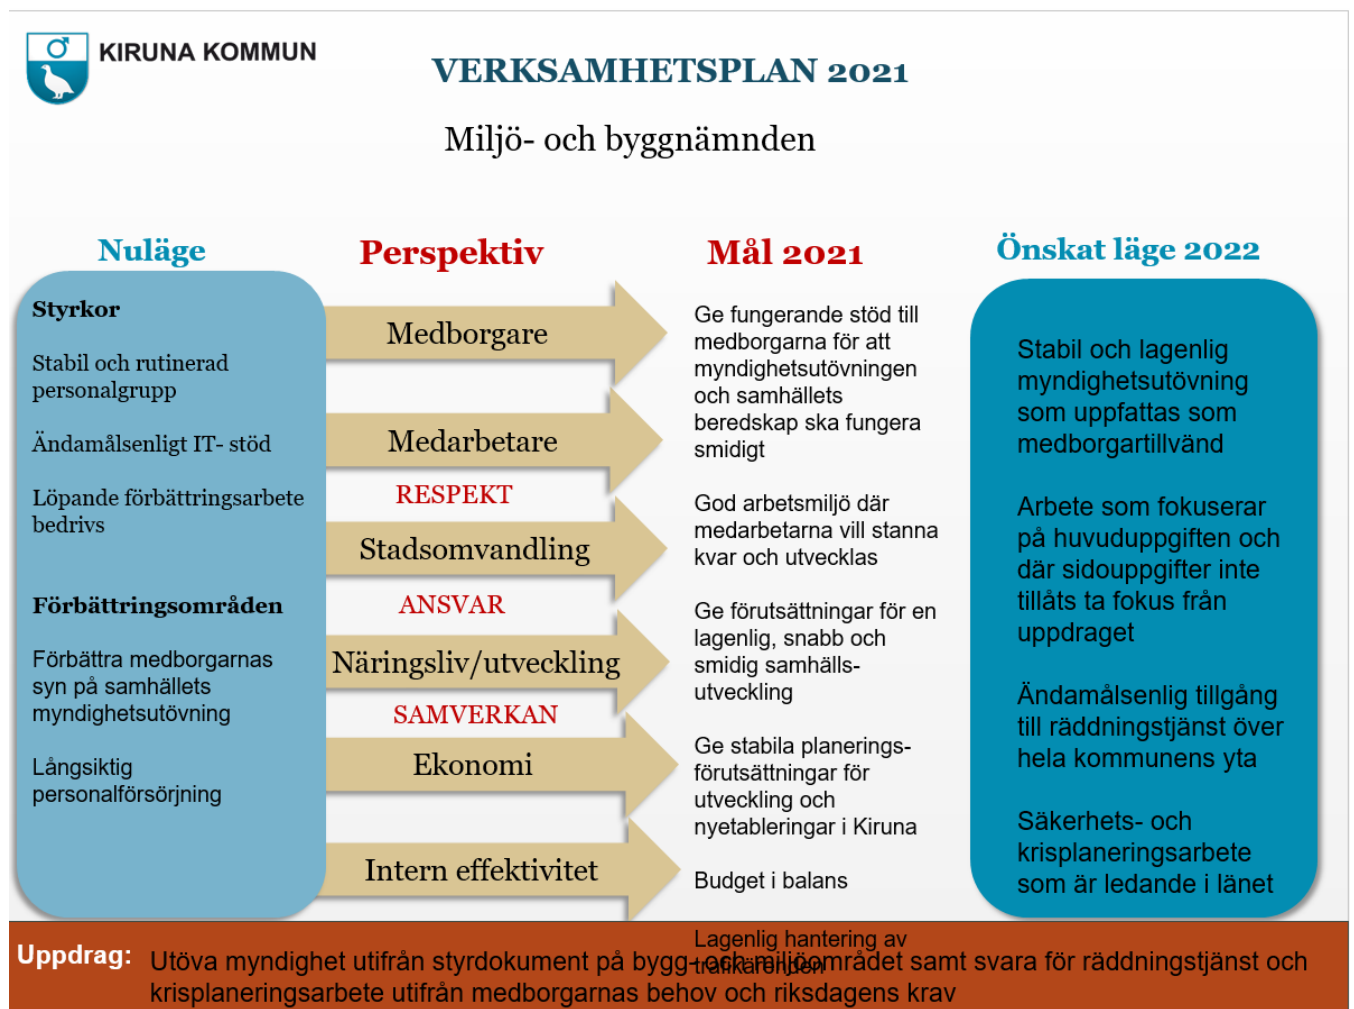 KIRUNA KOMMUN
VERKSAMHETSPLAN 2021
Miljö- och byggnämnden
Nuläge
Styrkor
Stabil och rutinerad
personalgrupp
Ändamålsenligt IT- stöd
Löpande förbättringsarbete
bedrivs
Förbättringsområden
Förbättra medborgarnas
syn på samhällets
myndighetsutövning
Långsiktig
personalförsörjning
Perspektiv
Medborgare
Medarbetare
RESPEKT
Stadsomvandling
ANSVAR
Näringsliv/utveckling
SAMVERKAN
Ekonomi
Intern effektivitet
Mål 2021
Ge fungerande stöd till
medborgarna för att
myndighetsutövningen
och samhällets
beredskap ska fungera
smidigt
God arbetsmiljö där
medarbetarna vill stanna
kvar och utvecklas
Ge förutsättningar för en
lagenlig, snabb och
smidig samhälls-
utveckling
Ge stabila planerings-
förutsättningar för
utveckling och
nyetableringar i Kiruna
Budget i balans
Lagenlig hantering av
trafikärenden
Önskat läge 2022
Stabil och lagenlig
myndighetsutövning
som uppfattas som
medborgartillvänd
Arbete som fokuserar
på huvuduppgiften och
där sidouppgifter inte
tillåts ta fokus från
uppdraget
Ändamålsenlig tillgång
till räddningstjänst över
hela kommunens yta
Säkerhets- och
krisplaneringsarbete
som är ledande i länet
Uppdrag:
Utöva myndighet utifrån styrdokument på bygg- och miljöområdet samt svara för räddningstjänst och
krisplaneringsarbete utifrån medborgarnas behov och riksdagens krav